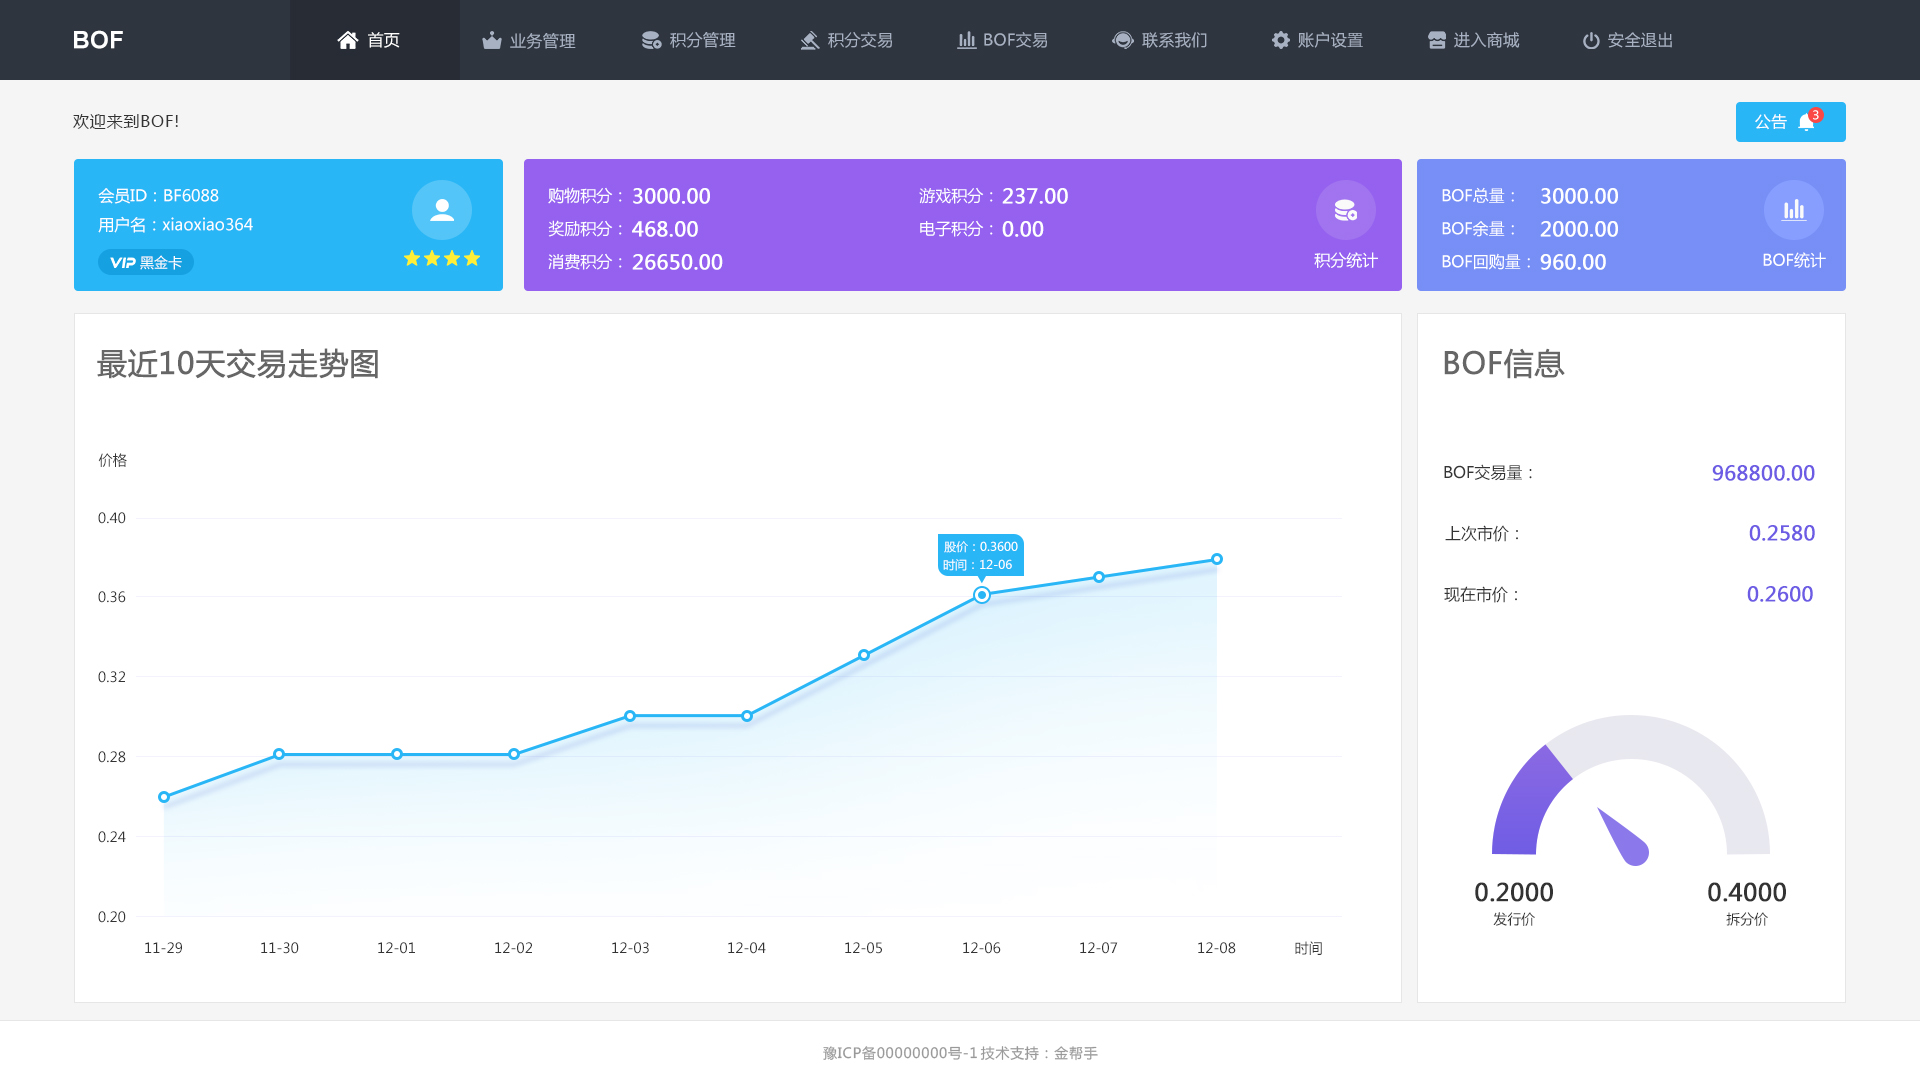 BOF
首页
业务管理
积分管理
积分交易
BOF交易
联系我们
账户设置
进入商城
安全退出
欢迎来到BOF!
公告 3
会员ID：BF6088
用户名：xiaoxiao364
VIP 黑金卡
购物积分： 3000.00
奖励积分： 468.00
消费积分： 26650.00
游戏积分： 237.00
电子积分： 0.00
积分统计
BOF总量： 3000.00
BOF余量： 2000.00
BOF回购量： 960.00
BOF统计
最近10天交易走势图
价格
0.40
0.36
0.32
0.28
0.24
0.20
股价：0.3600
时间：12-06
11-29 11-30 12-01 12-02 12-03 12-04 12-05 12-06 12-07 12-08 时间
BOF信息
BOF交易量： 968800.00
上次市价： 0.2580
现在市价： 0.2600
0.2000
发行价
0.4000
拆分价
豫ICP备00000000号-1 技术支持：金帮手